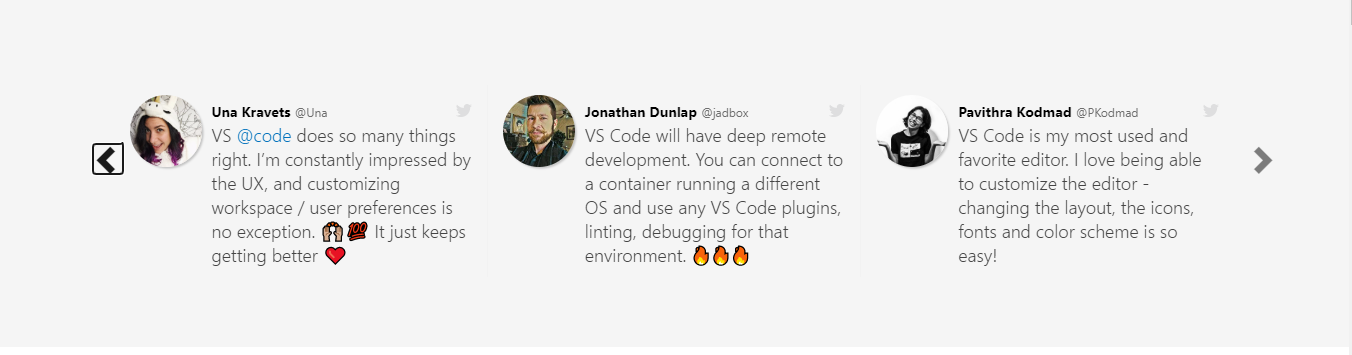 Una Kravets @Una
VS @code does so many things
right. I’m constantly impressed by
the UX, and customizing
workspace / user preferences is
no exception. 🙌🏽💯 It just keeps
getting better ❤️
Jonathan Dunlap @jadbox
VS Code will have deep remote
development. You can connect to
a container running a different
OS and use any VS Code plugins,
linting, debugging for that
environment. 🔥🔥🔥
Pavithra Kodmad @PKodmad
VS Code is my most used and
favorite editor. I love being able
to customize the editor -
changing the layout, the icons,
fonts and color scheme is so
easy!